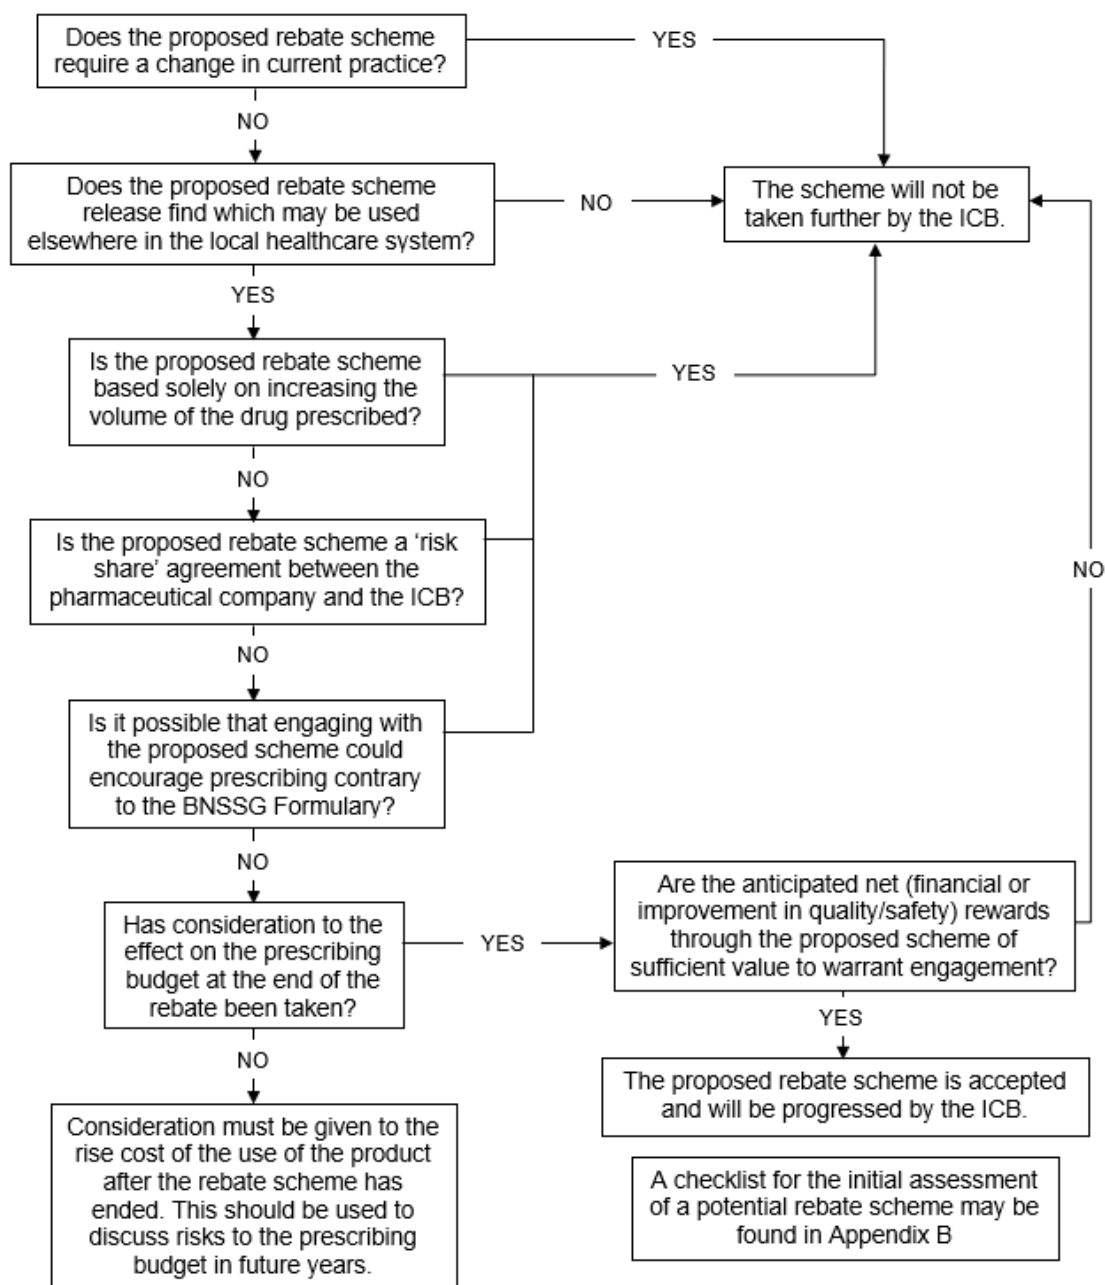 Does the proposed rebate scheme
require a change in current practice?
YES
NO
Does the proposed rebate scheme
release find which may be used
elsewhere in the local healthcare system?
NO
The scheme will not be
taken further by the ICB.
YES
Is the proposed rebate scheme
based solely on increasing the
volume of the drug prescribed?
YES
NO
Is the proposed rebate scheme a ‘risk
share’ agreement between the
pharmaceutical company and the ICB?
NO
NO
Is it possible that engaging with
the proposed scheme could
encourage prescribing contrary
to the BNSSG Formulary?
NO
Has consideration to the
effect on the prescribing
budget at the end of the
rebate been taken?
YES
Are the anticipated net (financial or
improvement in quality/safety) rewards
through the proposed scheme of
sufficient value to warrant engagement?
NO
YES
Consideration must be given to the
rise cost of the use of the product
after the rebate scheme has
ended. This should be used to
discuss risks to the prescribing
budget in future years.
The proposed rebate scheme is accepted
and will be progressed by the ICB.
A checklist for the initial assessment
of a potential rebate scheme may be
found in Appendix B